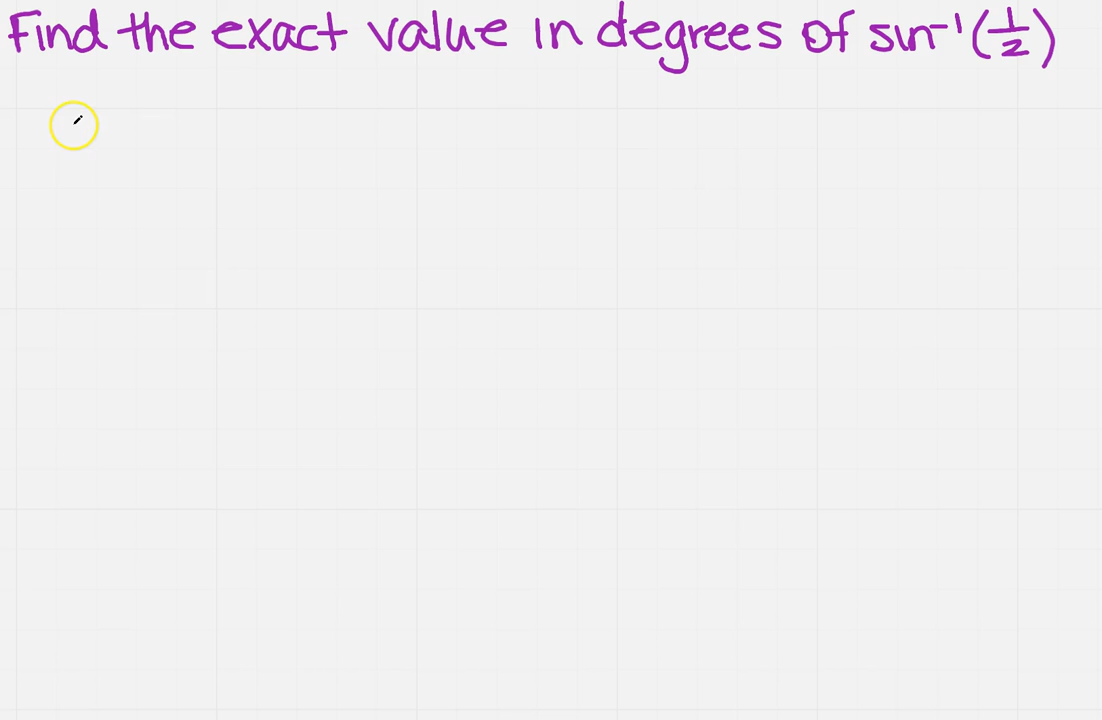 Find the exact value in degrees of sin⁻¹(1/2)